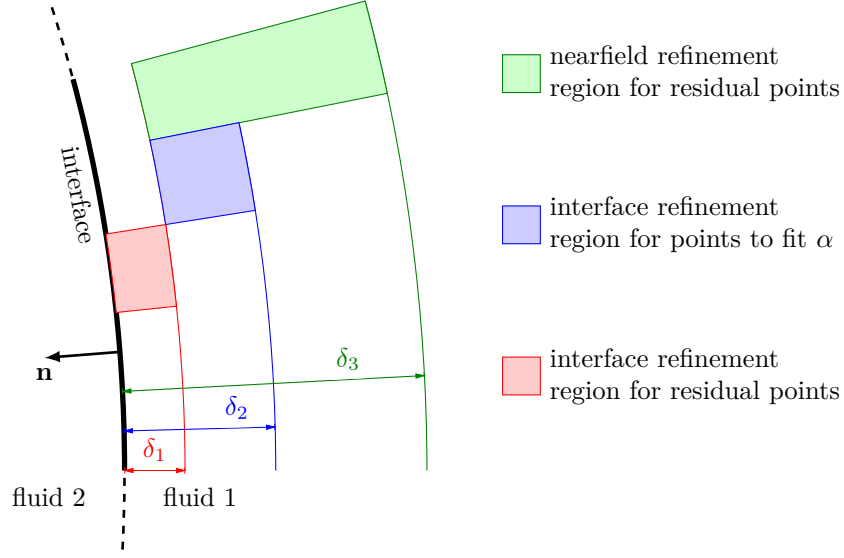 nearfield refinement
region for residual points
interface
interface refinement
region for points to fit α
δ₃
interface refinement
region for residual points
n
δ₂
δ₁
fluid 2
fluid 1